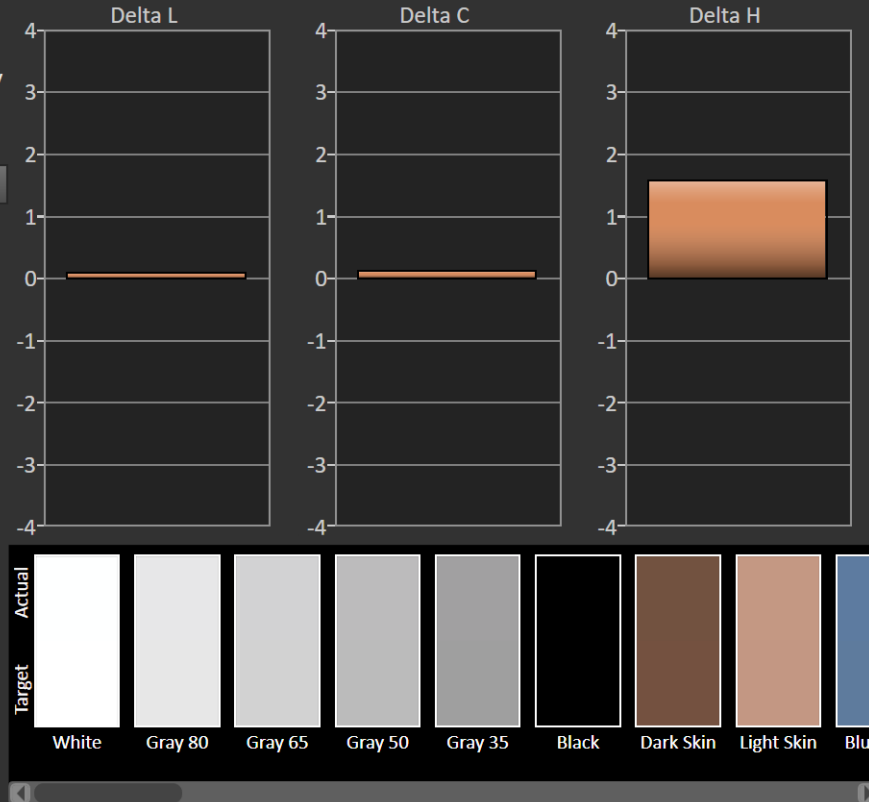 Delta L
4
3
2
1
0
-1
-2
-3
-4
Delta C
4
3
2
1
0
-1
-2
-3
-4
Delta H
4
3
2
1
0
-1
-2
-3
-4
Actual
Target
White
Gray 80
Gray 65
Gray 50
Gray 35
Black
Dark Skin
Light Skin